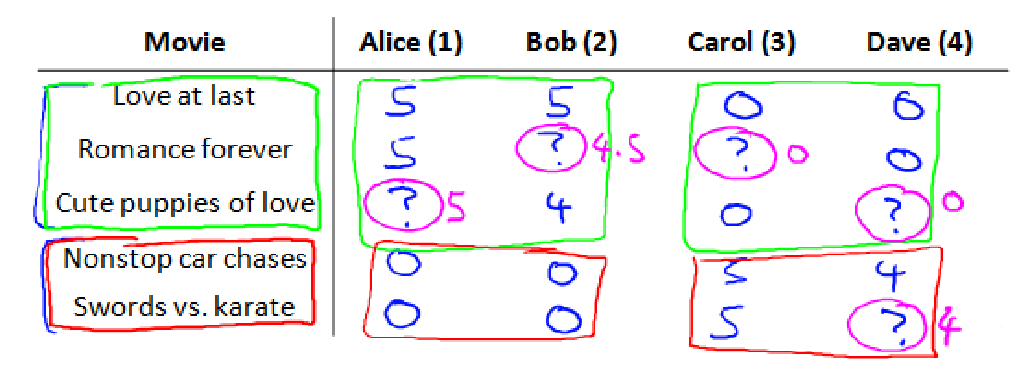 Movie Alice (1) Bob (2) Carol (3) Dave (4)
Love at last 5 5 0 0
Romance forever 5 ? 4.5 ? 0 0
Cute puppies of love ? 5 4 0 ? 0
Nonstop car chases 0 0 5 4
Swords vs. karate 0 0 5 ? 4